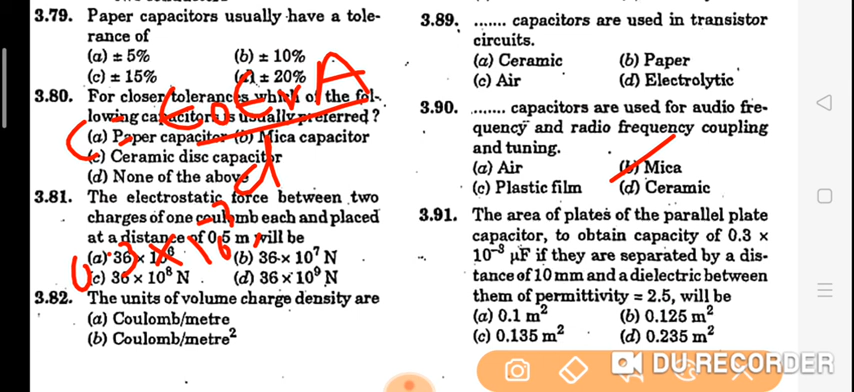 3.79. Paper capacitors usually have a tole-
rance of
(a) ± 5% (b) ± 10%
(c) ± 15% (d) ± 20%
3.80. For closer tolerances which of the fol-
lowing capacitors is usually preferred ?
(a) Paper capacitor (b) Mica capacitor
(c) Ceramic disc capacitor
(d) None of the above
3.81. The electrostatic force between two
charges of one coulomb each and placed
at a distance of 0.5 m will be
(a) 36 × 10⁶ (b) 36 × 10⁷ N
(c) 36 × 10⁸ N (d) 36 × 10⁹ N
3.82. The units of volume charge density are
(a) Coulomb/metre
(b) Coulomb/metre²
3.89. ....... capacitors are used in transistor
circuits.
(a) Ceramic (b) Paper
(c) Air (d) Electrolytic
3.90. ........ capacitors are used for audio fre-
quency and radio frequency coupling
and tuning.
(a) Air (b) Mica
(c) Plastic film (d) Ceramic
3.91. The area of plates of the parallel plate
capacitor, to obtain capacity of 0.3 ×
10⁻³ μF if they are separated by a dis-
tance of 10 mm and a dielectric between
them of permittivity = 2.5, will be
(a) 0.1 m² (b) 0.125 m²
(c) 0.135 m² (d) 0.235 m²
DU RECORDER